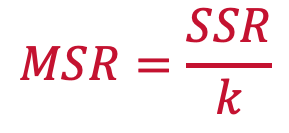 MSR = SSR / k